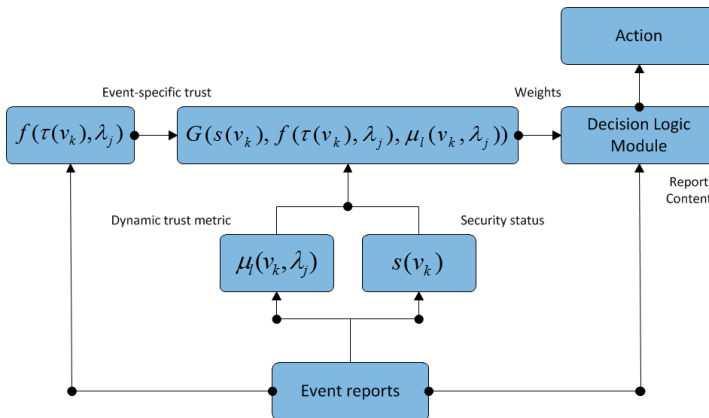 Action
Event-specific trust
Weights
f(τ(v_k),λ_j)
G(s(v_k), f(τ(v_k),λ_j), μ_l(v_k,λ_j))
Decision Logic
Module
Report
Content
Dynamic trust metric
Security status
μ_l(v_k,λ_j)
s(v_k)
Event reports